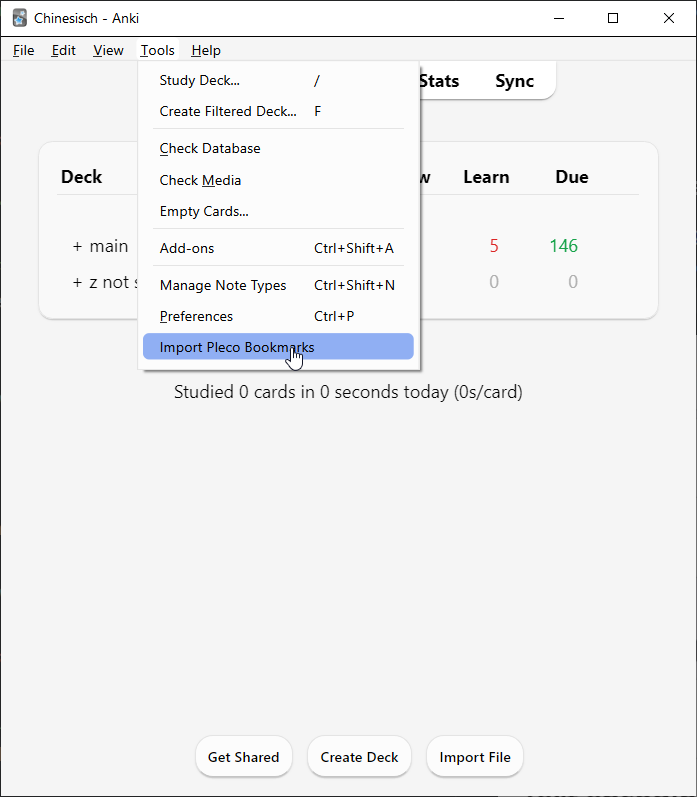 Chinesisch - Anki
File Edit View Tools Help
Stats Sync
Study Deck... /
Create Filtered Deck... F
Check Database
Check Media
Empty Cards...
Add-ons Ctrl+Shift+A
Manage Note Types Ctrl+Shift+N
Preferences Ctrl+P
Import Pleco Bookmarks
Deck w Learn Due
+ main 5 146
+ z not s 0 0
Studied 0 cards in 0 seconds today (0s/card)
Get Shared Create Deck Import File